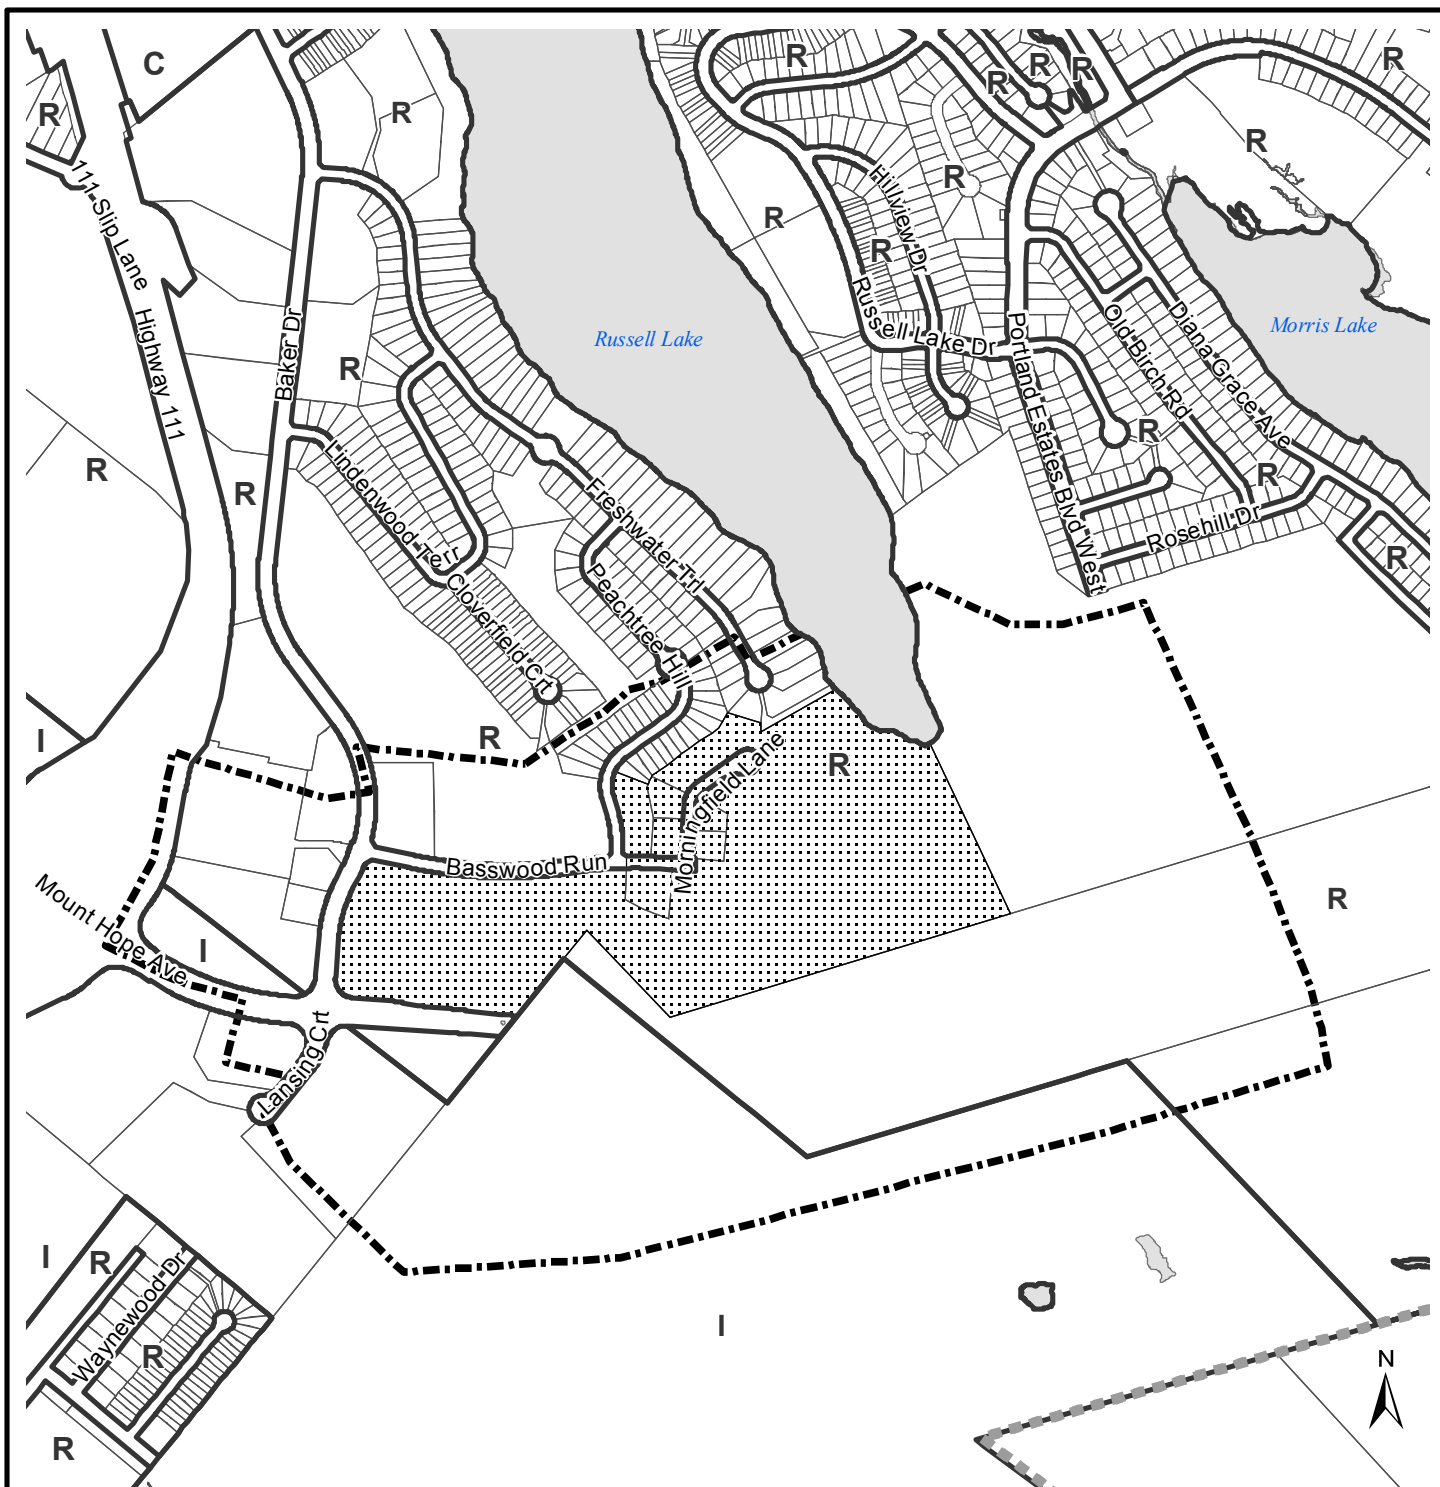 C
R
R
R
R
R
R
R
R
R
111 Slip Lane
R
R
Hillview Dr
R
R
Highway 111
Baker Dr
Russell Lake
Russell Lake Dr
Portland Estates Blvd West
Old Birch Rd
Diana Grace Ave
Morris Lake
R
R
R
R
R
Lindenwood Terr
Freshwater Trl
Rosehill Dr
R
Cloverfield Crt
Peachtree Hill
I
R
R
Morningfield Lane
Basswood Run
Mount Hope Ave
I
R
Lansing Crt
I
R
Waynewood Dr
R
I
N
R